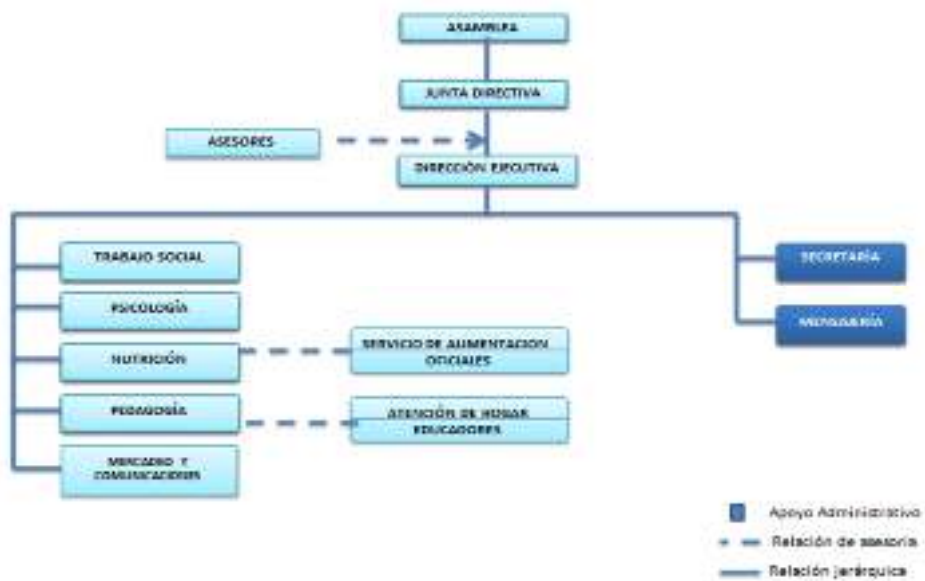 ASAMBLEA
JUNTA DIRECTIVA
ASESORES
DIRECCIÓN EJECUTIVA
TRABAJO SOCIAL
SECRETARÍA
PSICOLOGÍA
MENSAJERÍA
NUTRICIÓN
SERVICIO DE ALIMENTACIÓN
OFICIALES
PEDAGOGÍA
ATENCIÓN DE HOGAR
EDUCADORES
MERCADEO Y
COMUNICACIONES
Apoyo Administrativo
Relación de asesoría
Relación jerárquica